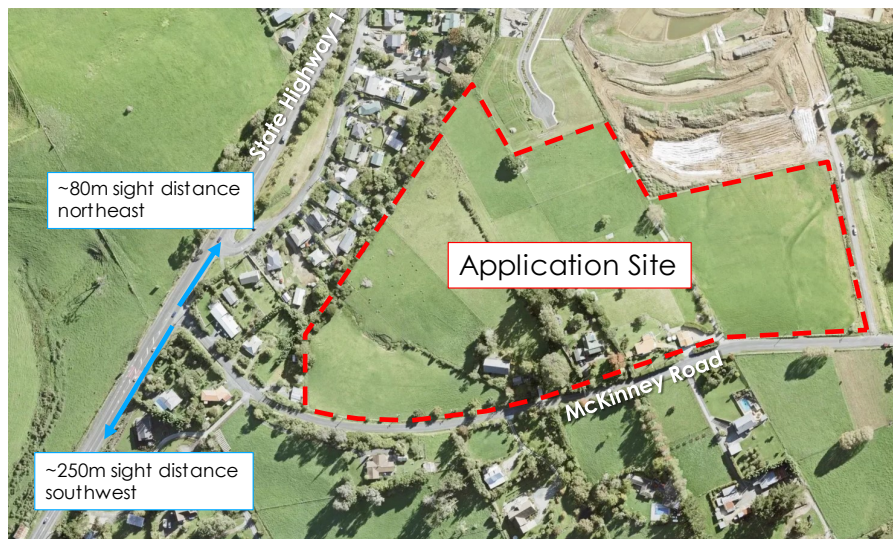 State Highway 1
~80m sight distance
northeast
Application Site
McKinney Road
~250m sight distance
southwest